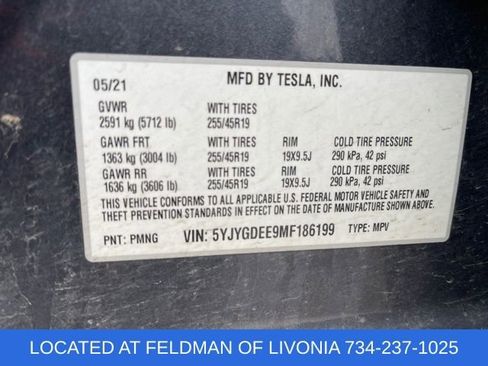 05/21 MFD BY TESLA, INC.
GVWR WITH TIRES
2591 kg (5712 lb) 255/45R19
GAWR FRT WITH TIRES RIM COLD TIRE PRESSURE
1363 kg (3004 lb) 255/45R19 19X9.5J 290 kPa, 42 psi
GAWR RR WITH TIRES RIM COLD TIRE PRESSURE
1636 kg (3606 lb) 255/45R19 19X9.5J 290 kPa, 42 psi
THIS VEHICLE CONFORMS TO ALL APPLICABLE U.S. FEDERAL MOTOR VEHICLE SAFETY
AND THEFT PREVENTION STANDARDS IN EFFECT ON THE
DATE OF MANUFACTURE SHOWN ABOVE.
PNT: PMNG VIN: 5YJYGDEE9MF186199 TYPE: MPV
LOCATED AT FELDMAN OF LIVONIA 734-237-1025